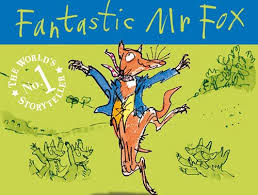 Fantastic Mr Fox
THE WORLD'S
No. 1
STORYTELLER